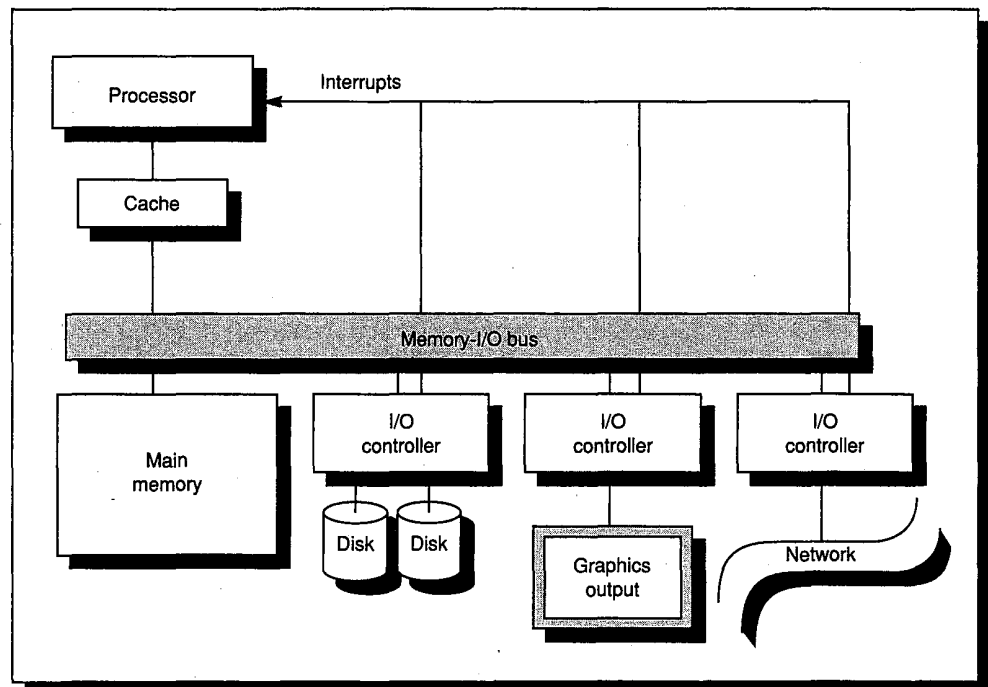 Interrupts
Processor
Cache
Memory-I/O bus
Main
memory
I/O
controller
I/O
controller
I/O
controller
Disk
Disk
Graphics
output
Network